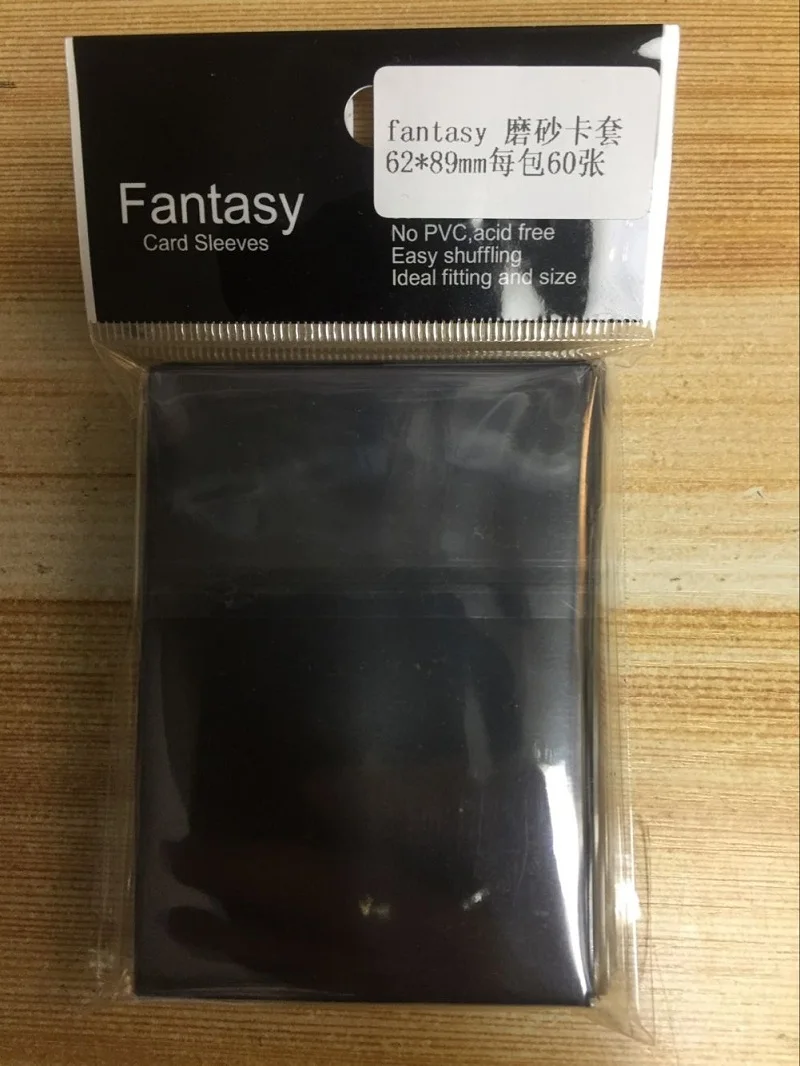 fantasy 磨砂卡套
62*89mm每包60张
Fantasy
Card Sleeves
No PVC,acid free
Easy shuffling
Ideal fitting and size